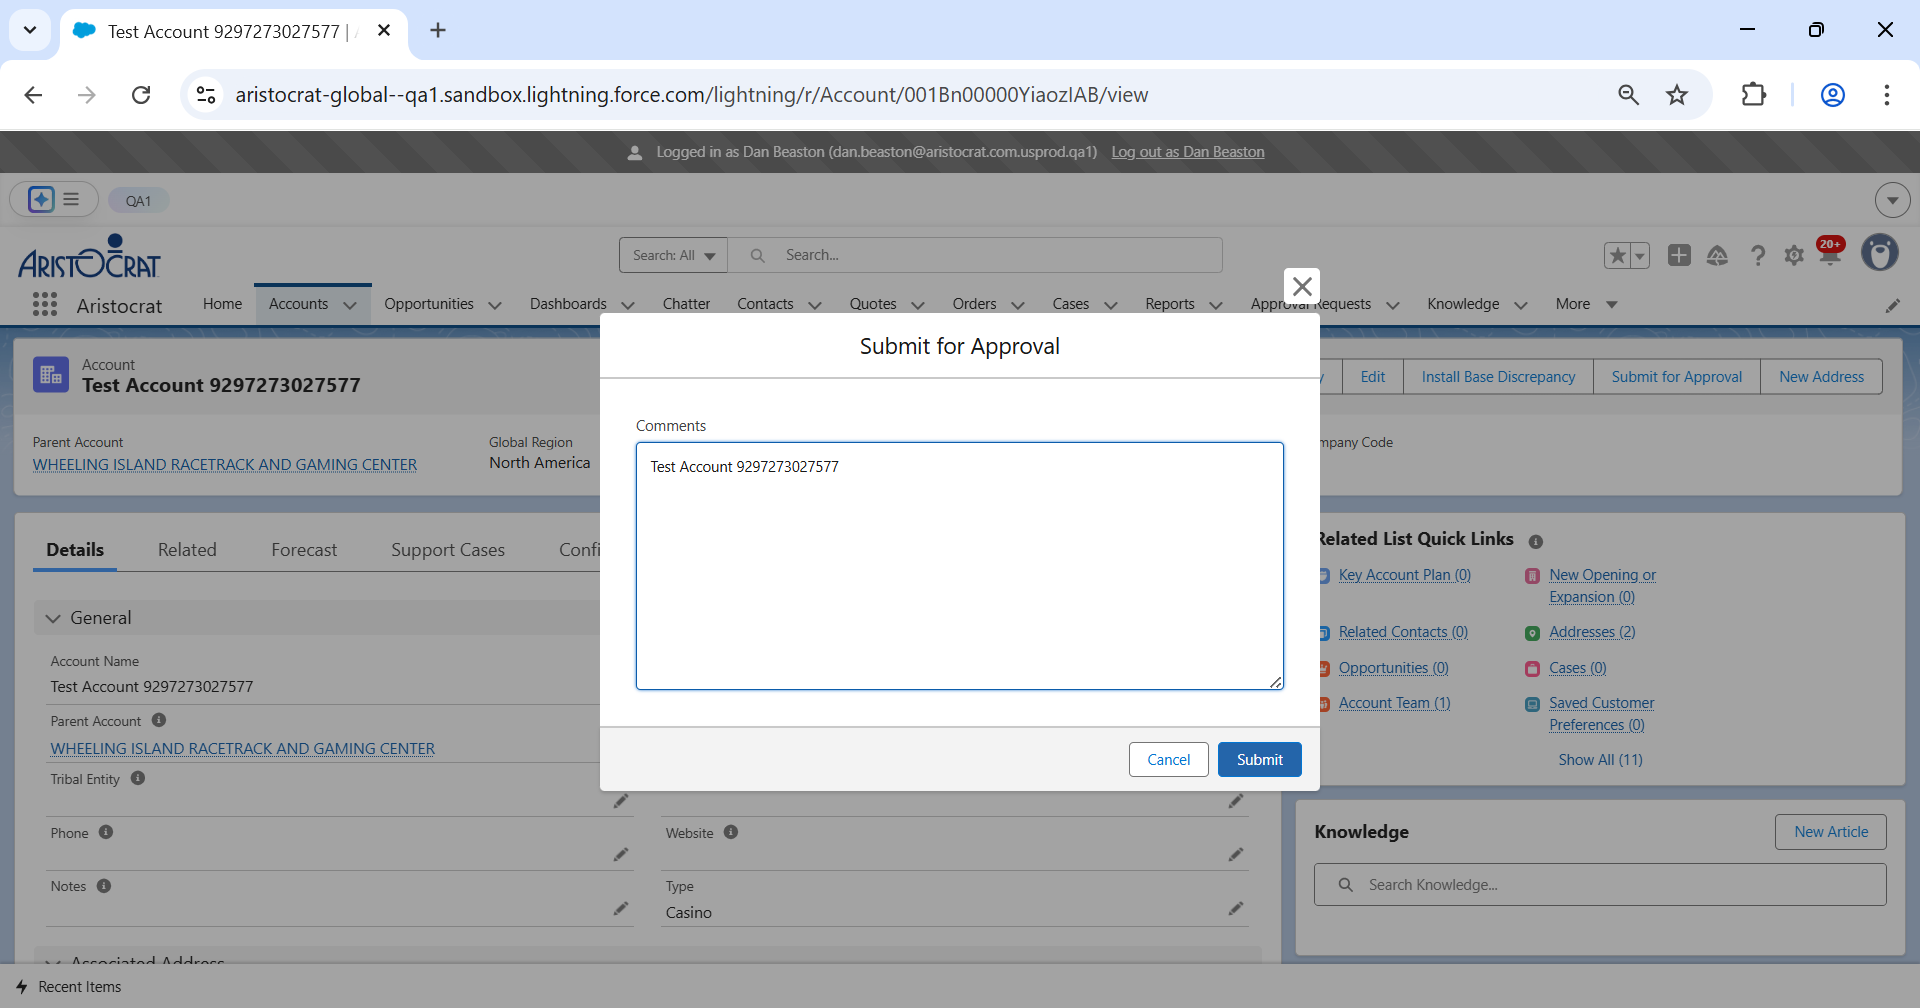 Test Account 9297273027577 |
aristocrat-global--qa1.sandbox.lightning.force.com/lightning/r/Account/001Bn00000YiaozIAB/view
Logged in as Dan Beaston (dan.beaston@aristocrat.com.usprod.qa1) Log out as Dan Beaston
QA1
ARISTOCRAT
Search: All
Search...
20+
Aristocrat
Home
Accounts
Opportunities
Dashboards
Chatter
Contacts
Quotes
Orders
Cases
Reports
Approval Requests
Knowledge
More
Account
Test Account 9297273027577
Edit
Install Base Discrepancy
Submit for Approval
New Address
Parent Account
WHEELING ISLAND RACETRACK AND GAMING CENTER
Global Region
North America
mpany Code
Submit for Approval
Comments
Test Account 9297273027577
Cancel
Submit
Details
Related
Forecast
Support Cases
Confi
General
Account Name
Test Account 9297273027577
Parent Account
WHEELING ISLAND RACETRACK AND GAMING CENTER
Tribal Entity
Phone
Website
Notes
Type
Casino
Associated Address
Related List Quick Links
Key Account Plan (0)
New Opening or
Expansion (0)
Related Contacts (0)
Addresses (2)
Opportunities (0)
Cases (0)
Account Team (1)
Saved Customer
Preferences (0)
Show All (11)
Knowledge
New Article
Search Knowledge...
Recent Items